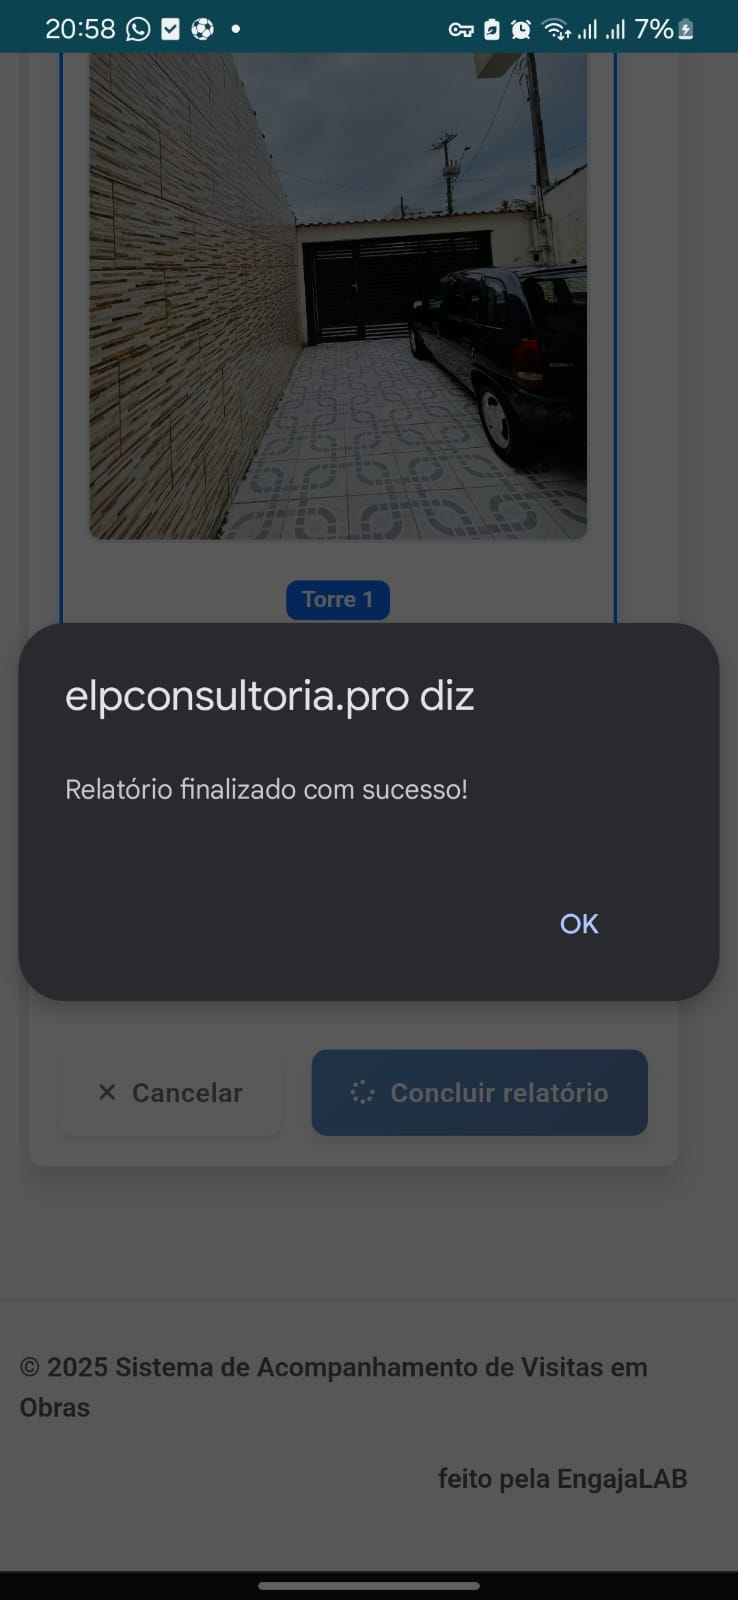 20:58
7%
Torre 1
elpconsultoria.pro diz
Relatório finalizado com sucesso!
OK
Cancelar
Concluir relatório
© 2025 Sistema de Acompanhamento de Visitas em
Obras
feito pela EngajaLAB